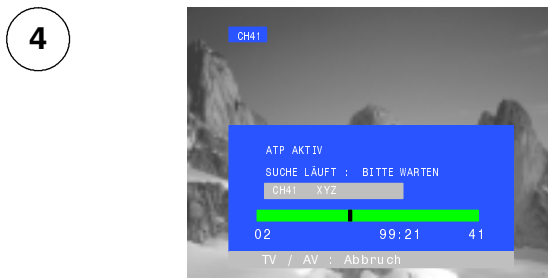 4
CH41
ATP AKTIV
SUCHE LÄUFT : BITTE WARTEN
CH41 XYZ
02 99:21 41
TV / AV : Abbruch